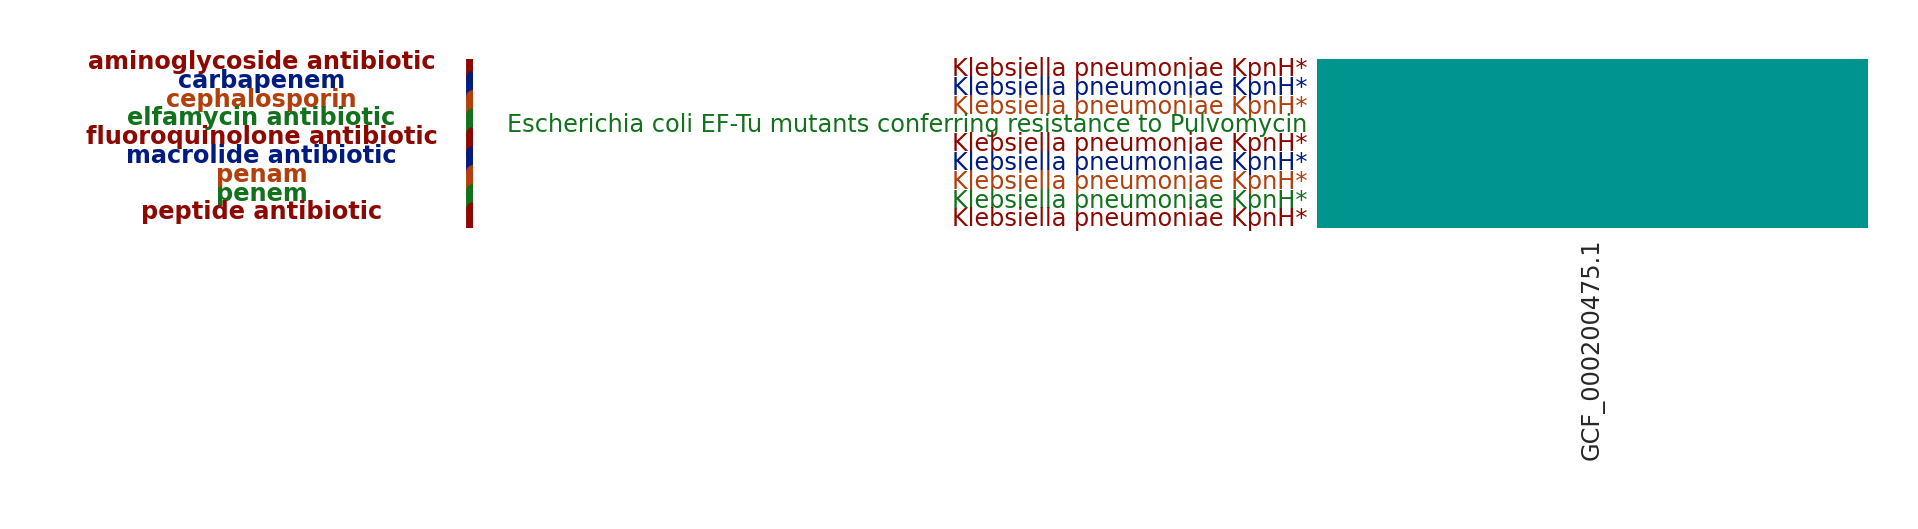 aminoglycoside antibiotic
carbapenem
cephalosporin
elfamycin antibiotic
fluoroquinolone antibiotic
macrolide antibiotic
penam
penem
peptide antibiotic
Klebsiella pneumoniae KpnH*
Klebsiella pneumoniae KpnH*
Klebsiella pneumoniae KpnH*
Escherichia coli EF-Tu mutants conferring resistance to Pulvomycin
Klebsiella pneumoniae KpnH*
Klebsiella pneumoniae KpnH*
Klebsiella pneumoniae KpnH*
Klebsiella pneumoniae KpnH*
Klebsiella pneumoniae KpnH*
GCF_000200475.1